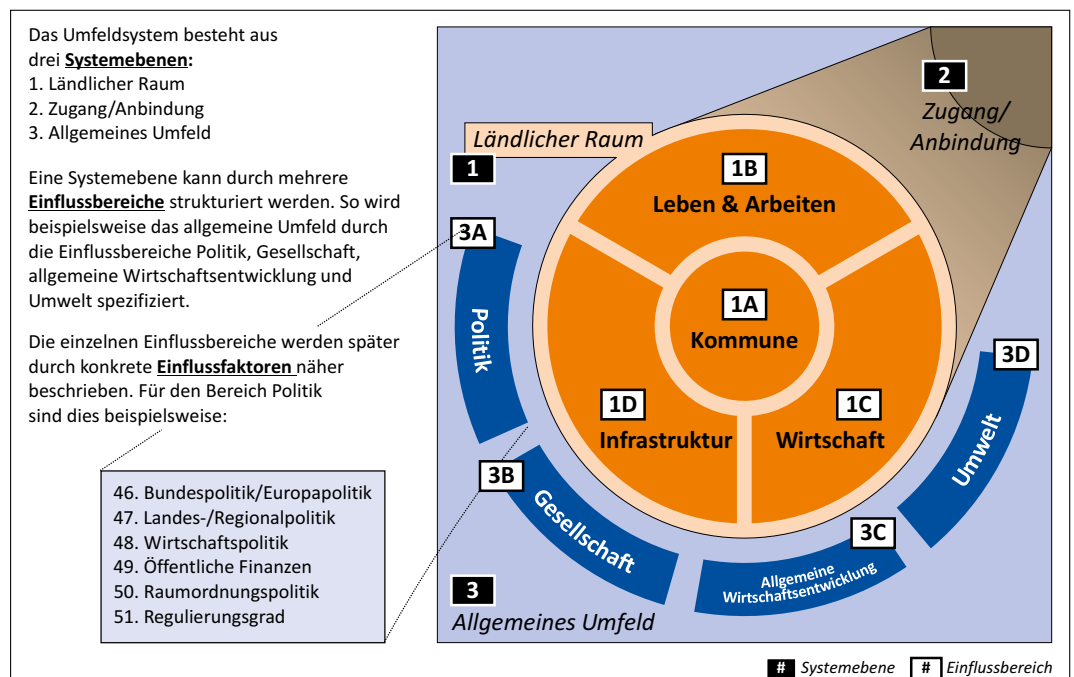 Das Umfeldsystem besteht aus
drei Systemebenen:
1. Ländlicher Raum
2. Zugang/Anbindung
3. Allgemeines Umfeld
Eine Systemebene kann durch mehrere
Einflussbereiche strukturiert werden. So wird
beispielsweise das allgemeine Umfeld durch
die Einflussbereiche Politik, Gesellschaft,
allgemeine Wirtschaftsentwicklung und
Umwelt spezifiziert.
Die einzelnen Einflussbereiche werden später
durch konkrete Einflussfaktoren näher
beschrieben. Für den Bereich Politik
sind dies beispielsweise:
46. Bundespolitik/Europapolitik
47. Landes-/Regionalpolitik
48. Wirtschaftspolitik
49. Öffentliche Finanzen
50. Raumordnungspolitik
51. Regulierungsgrad
2
Zugang/
Anbindung
Ländlicher Raum
1
1B
Leben & Arbeiten
1A
Kommune
1D
Infrastruktur
1C
Wirtschaft
3A
Politik
3B
Gesellschaft
3C
Allgemeine
Wirtschaftsentwicklung
3D
Umwelt
3
Allgemeines Umfeld
# Systemebene
# Einflussbereich